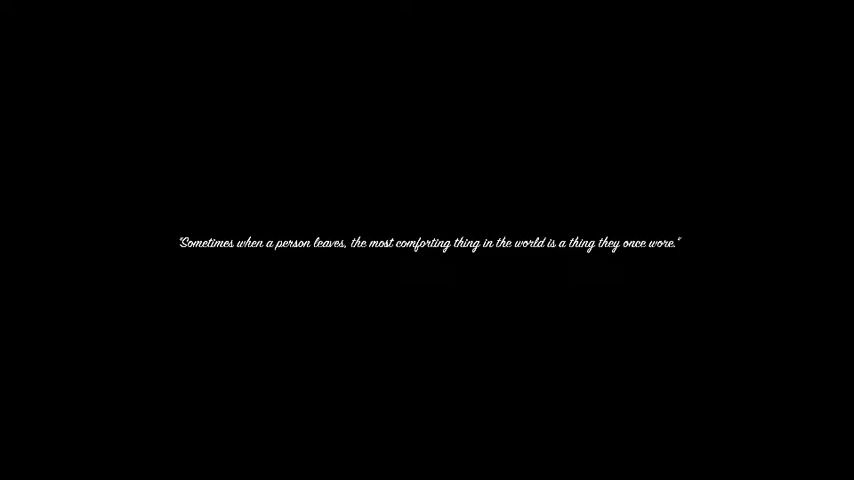 "Sometimes when a person leaves, the most comforting thing in the world is a thing they once wore."